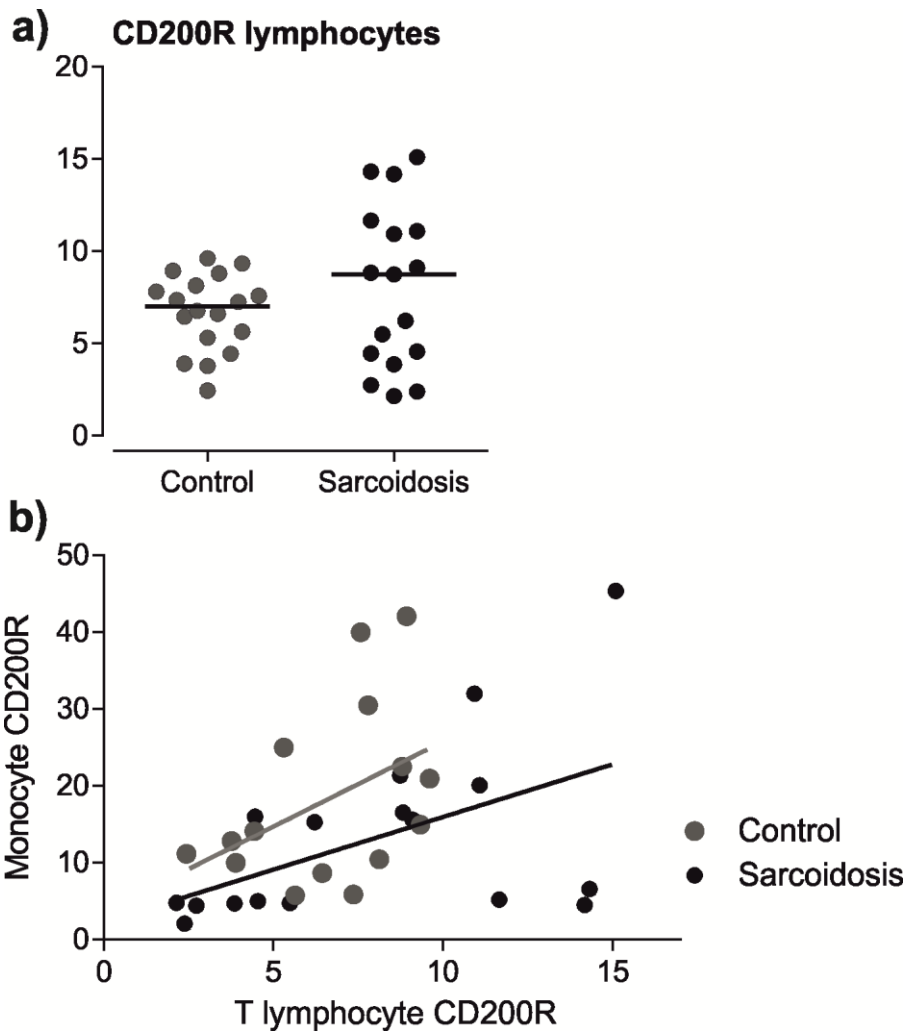 a) CD200R lymphocytes
20
15
10
5
0
Control Sarcoidosis
b)
50
40
30
20
10
0
Monocyte CD200R
0 5 10 15
T lymphocyte CD200R
Control
Sarcoidosis